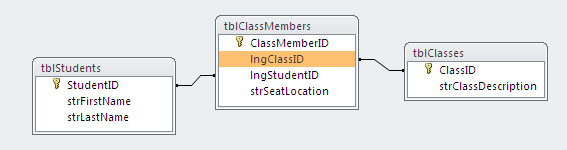 tblStudents
StudentID
strFirstName
strLastName
tblClassMembers
ClassMemberID
lngClassID
lngStudentID
strSeatLocation
tblClasses
ClassID
strClassDescription